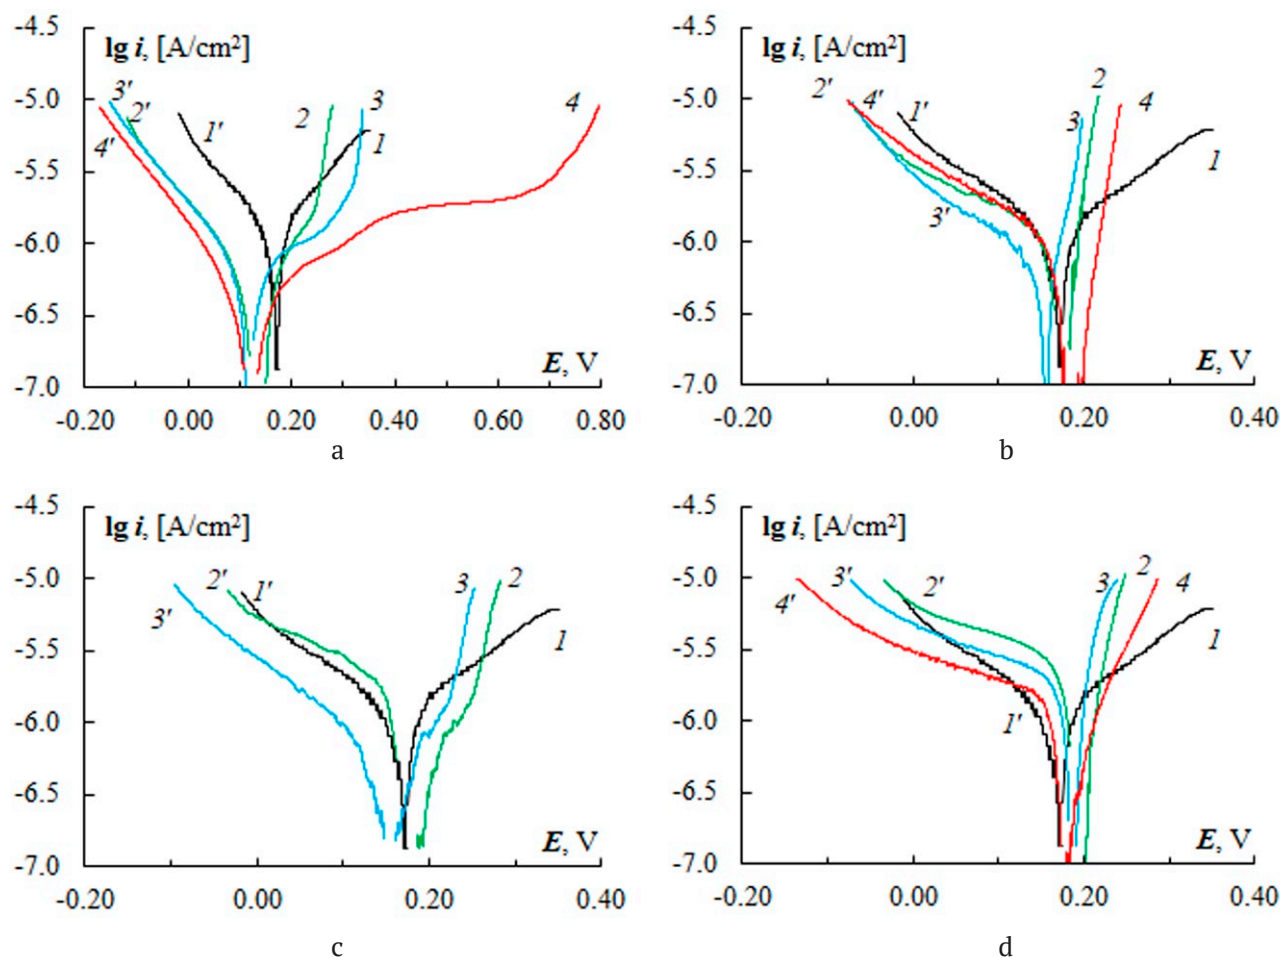 -4.5
lg i, [A/cm²]
3'
2'
-5.0
2
3
4
1'
1
4'
-5.5
-6.0
-6.5
E, V
-7.0
-0.20 0.00 0.20 0.40 0.60 0.80
a
-4.5
lg i, [A/cm²]
2
-5.0
2' 4' 1'
3
4
-5.5
1
3'
-6.0
-6.5
E, V
-7.0
-0.20 0.00 0.20 0.40
b
-4.5
lg i, [A/cm²]
-5.0
2' 1'
3 2
3'
1
-5.5
-6.0
-6.5
E, V
-7.0
-0.20 0.00 0.20 0.40
c
-4.5
lg i, [A/cm²]
2
-5.0
3' 2'
3
4
4'
-5.5
1
-6.0
1'
-6.5
E, V
-7.0
-0.20 0.00 0.20 0.40
d